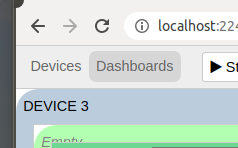 localhost:224
Devices Dashboards ▶ St
DEVICE 3
Empty